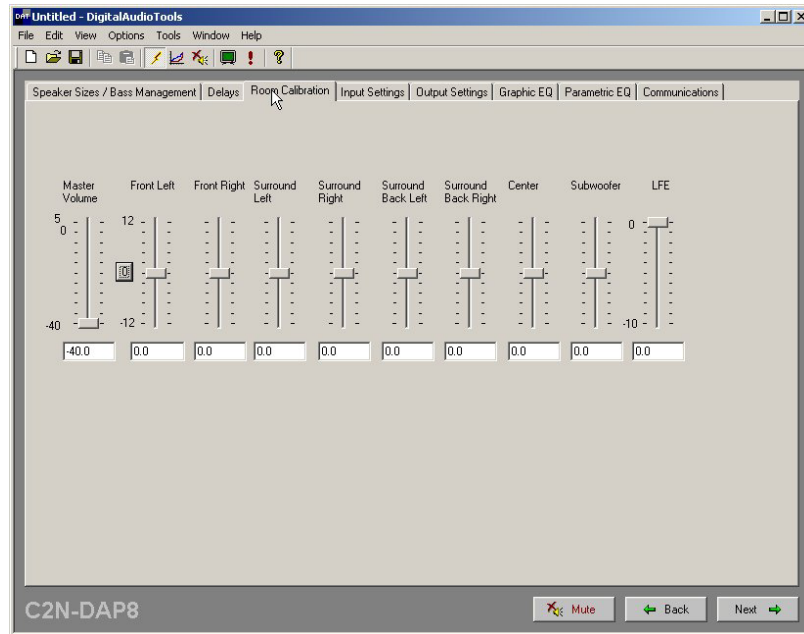 DAT Untitled - DigitalAudioTools
File Edit View Options Tools Window Help
Speaker Sizes / Bass Management Delays Room Calibration Input Settings Output Settings Graphic EQ Parametric EQ Communications
Master Volume Front Left Front Right Surround Left Surround Right Surround Back Left Surround Back Right Center Subwoofer LFE
5 12
0 0
0
-40 -12 -10
-40.0 0.0 0.0 0.0 0.0 0.0 0.0 0.0 0.0 0.0
C2N-DAP8 Mute Back Next